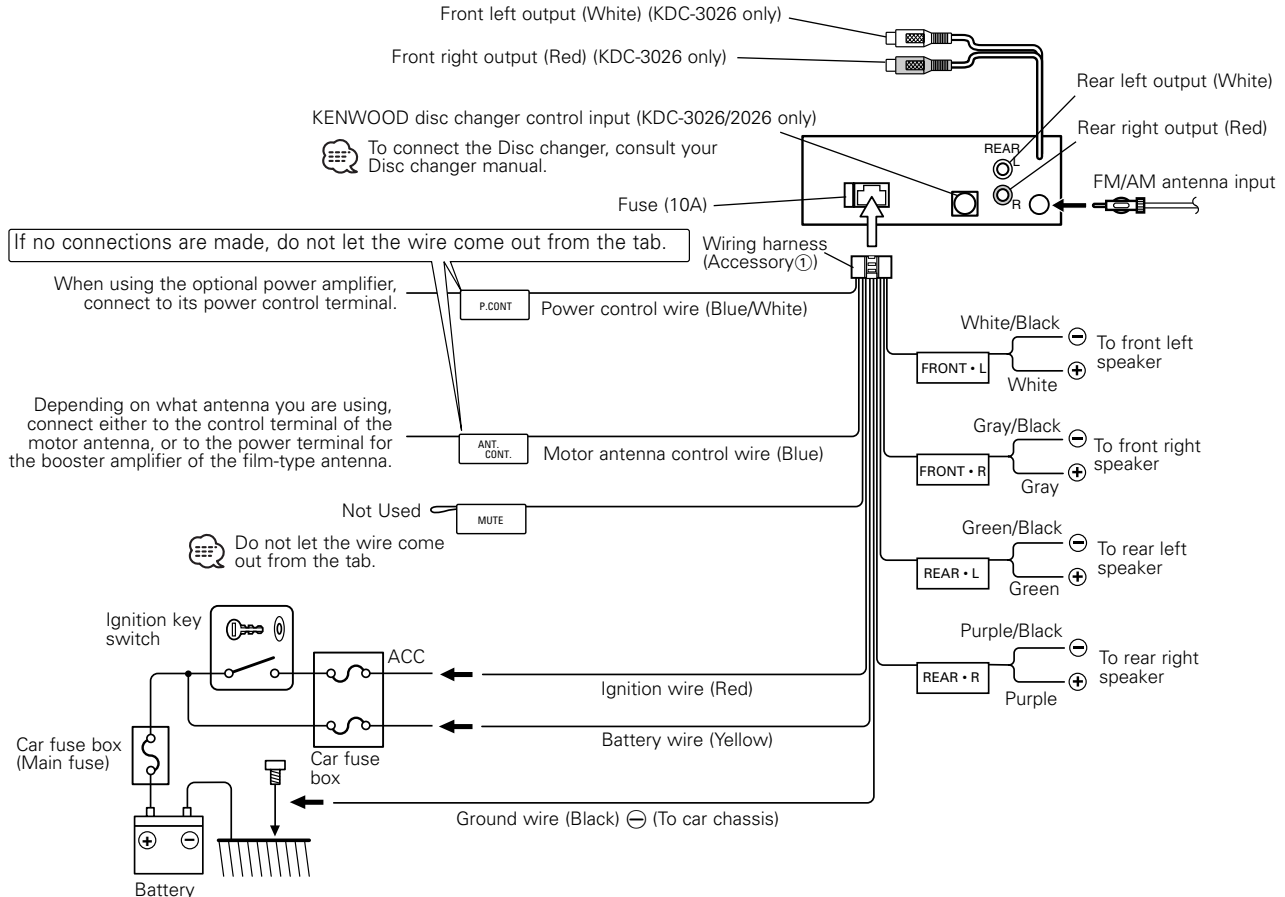 Front left output (White) (KDC-3026 only)
Front right output (Red) (KDC-3026 only)
Rear left output (White)
Rear right output (Red)
KENWOOD disc changer control input (KDC-3026/2026 only)
To connect the Disc changer, consult your
Disc changer manual.
REAR
L
R
FM/AM antenna input
Fuse (10A)
If no connections are made, do not let the wire come out from the tab.
Wiring harness
(Accessory①)
When using the optional power amplifier,
connect to its power control terminal.
P.CONT
Power control wire (Blue/White)
Depending on what antenna you are using,
connect either to the control terminal of the
motor antenna, or to the power terminal for
the booster amplifier of the film-type antenna.
ANT.
CONT.
Motor antenna control wire (Blue)
Not Used
MUTE
Do not let the wire come
out from the tab.
White/Black
⊖
To front left
speaker
FRONT • L
White
⊕
Gray/Black
⊖
To front right
speaker
FRONT • R
Gray
⊕
Green/Black
⊖
To rear left
speaker
REAR • L
Green
⊕
Purple/Black
⊖
To rear right
speaker
REAR • R
Purple
⊕
Ignition key
switch
ACC
Ignition wire (Red)
Battery wire (Yellow)
Car fuse box
(Main fuse)
Car fuse
box
Ground wire (Black) ⊖ (To car chassis)
⊕ ⊖
Battery